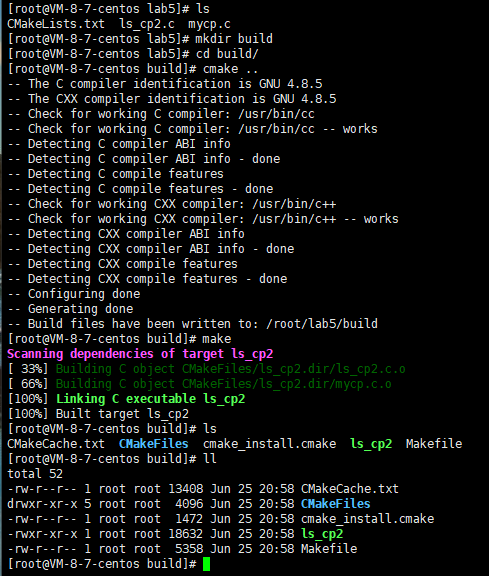 [root@VM-8-7-centos lab5]# ls
CMakeLists.txt  ls_cp2.c  mycp.c
[root@VM-8-7-centos lab5]# mkdir build
[root@VM-8-7-centos lab5]# cd build/
[root@VM-8-7-centos build]# cmake ..
-- The C compiler identification is GNU 4.8.5
-- The CXX compiler identification is GNU 4.8.5
-- Check for working C compiler: /usr/bin/cc
-- Check for working C compiler: /usr/bin/cc -- works
-- Detecting C compiler ABI info
-- Detecting C compiler ABI info - done
-- Detecting C compile features
-- Detecting C compile features - done
-- Check for working CXX compiler: /usr/bin/c++
-- Check for working CXX compiler: /usr/bin/c++ -- works
-- Detecting CXX compiler ABI info
-- Detecting CXX compiler ABI info - done
-- Detecting CXX compile features
-- Detecting CXX compile features - done
-- Configuring done
-- Generating done
-- Build files have been written to: /root/lab5/build
[root@VM-8-7-centos build]# make
Scanning dependencies of target ls_cp2
[ 33%] Building C object CMakeFiles/ls_cp2.dir/ls_cp2.c.o
[ 66%] Building C object CMakeFiles/ls_cp2.dir/mycp.c.o
[100%] Linking C executable ls_cp2
[100%] Built target ls_cp2
[root@VM-8-7-centos build]# ls
CMakeCache.txt  CMakeFiles  cmake_install.cmake  ls_cp2  Makefile
[root@VM-8-7-centos build]# ll
total 52
-rw-r--r-- 1 root root 13408 Jun 25 20:58 CMakeCache.txt
drwxr-xr-x 5 root root  4096 Jun 25 20:58 CMakeFiles
-rw-r--r-- 1 root root  1472 Jun 25 20:58 cmake_install.cmake
-rwxr-xr-x 1 root root 18632 Jun 25 20:58 ls_cp2
-rw-r--r-- 1 root root  5358 Jun 25 20:58 Makefile
[root@VM-8-7-centos build]#